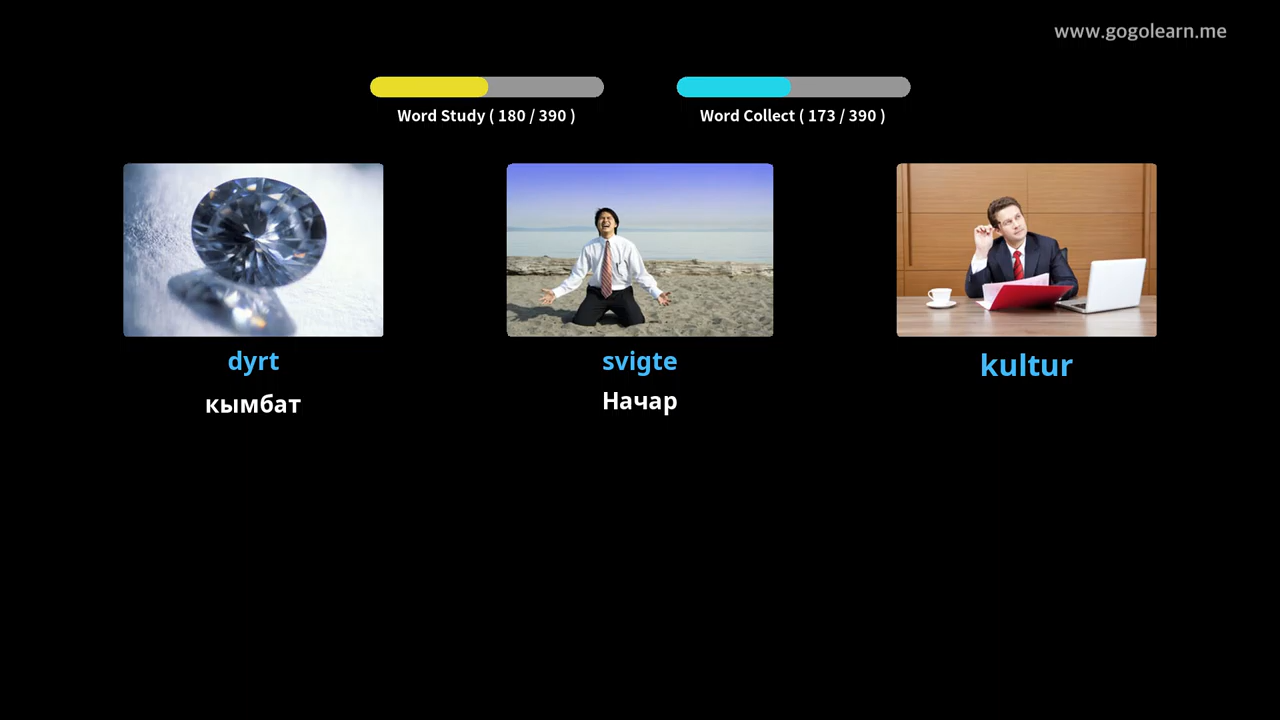 www.gogolearn.me
Word Study ( 180 / 390 )
Word Collect ( 173 / 390 )
dyrt
svigte
kultur
кымбат
Начар